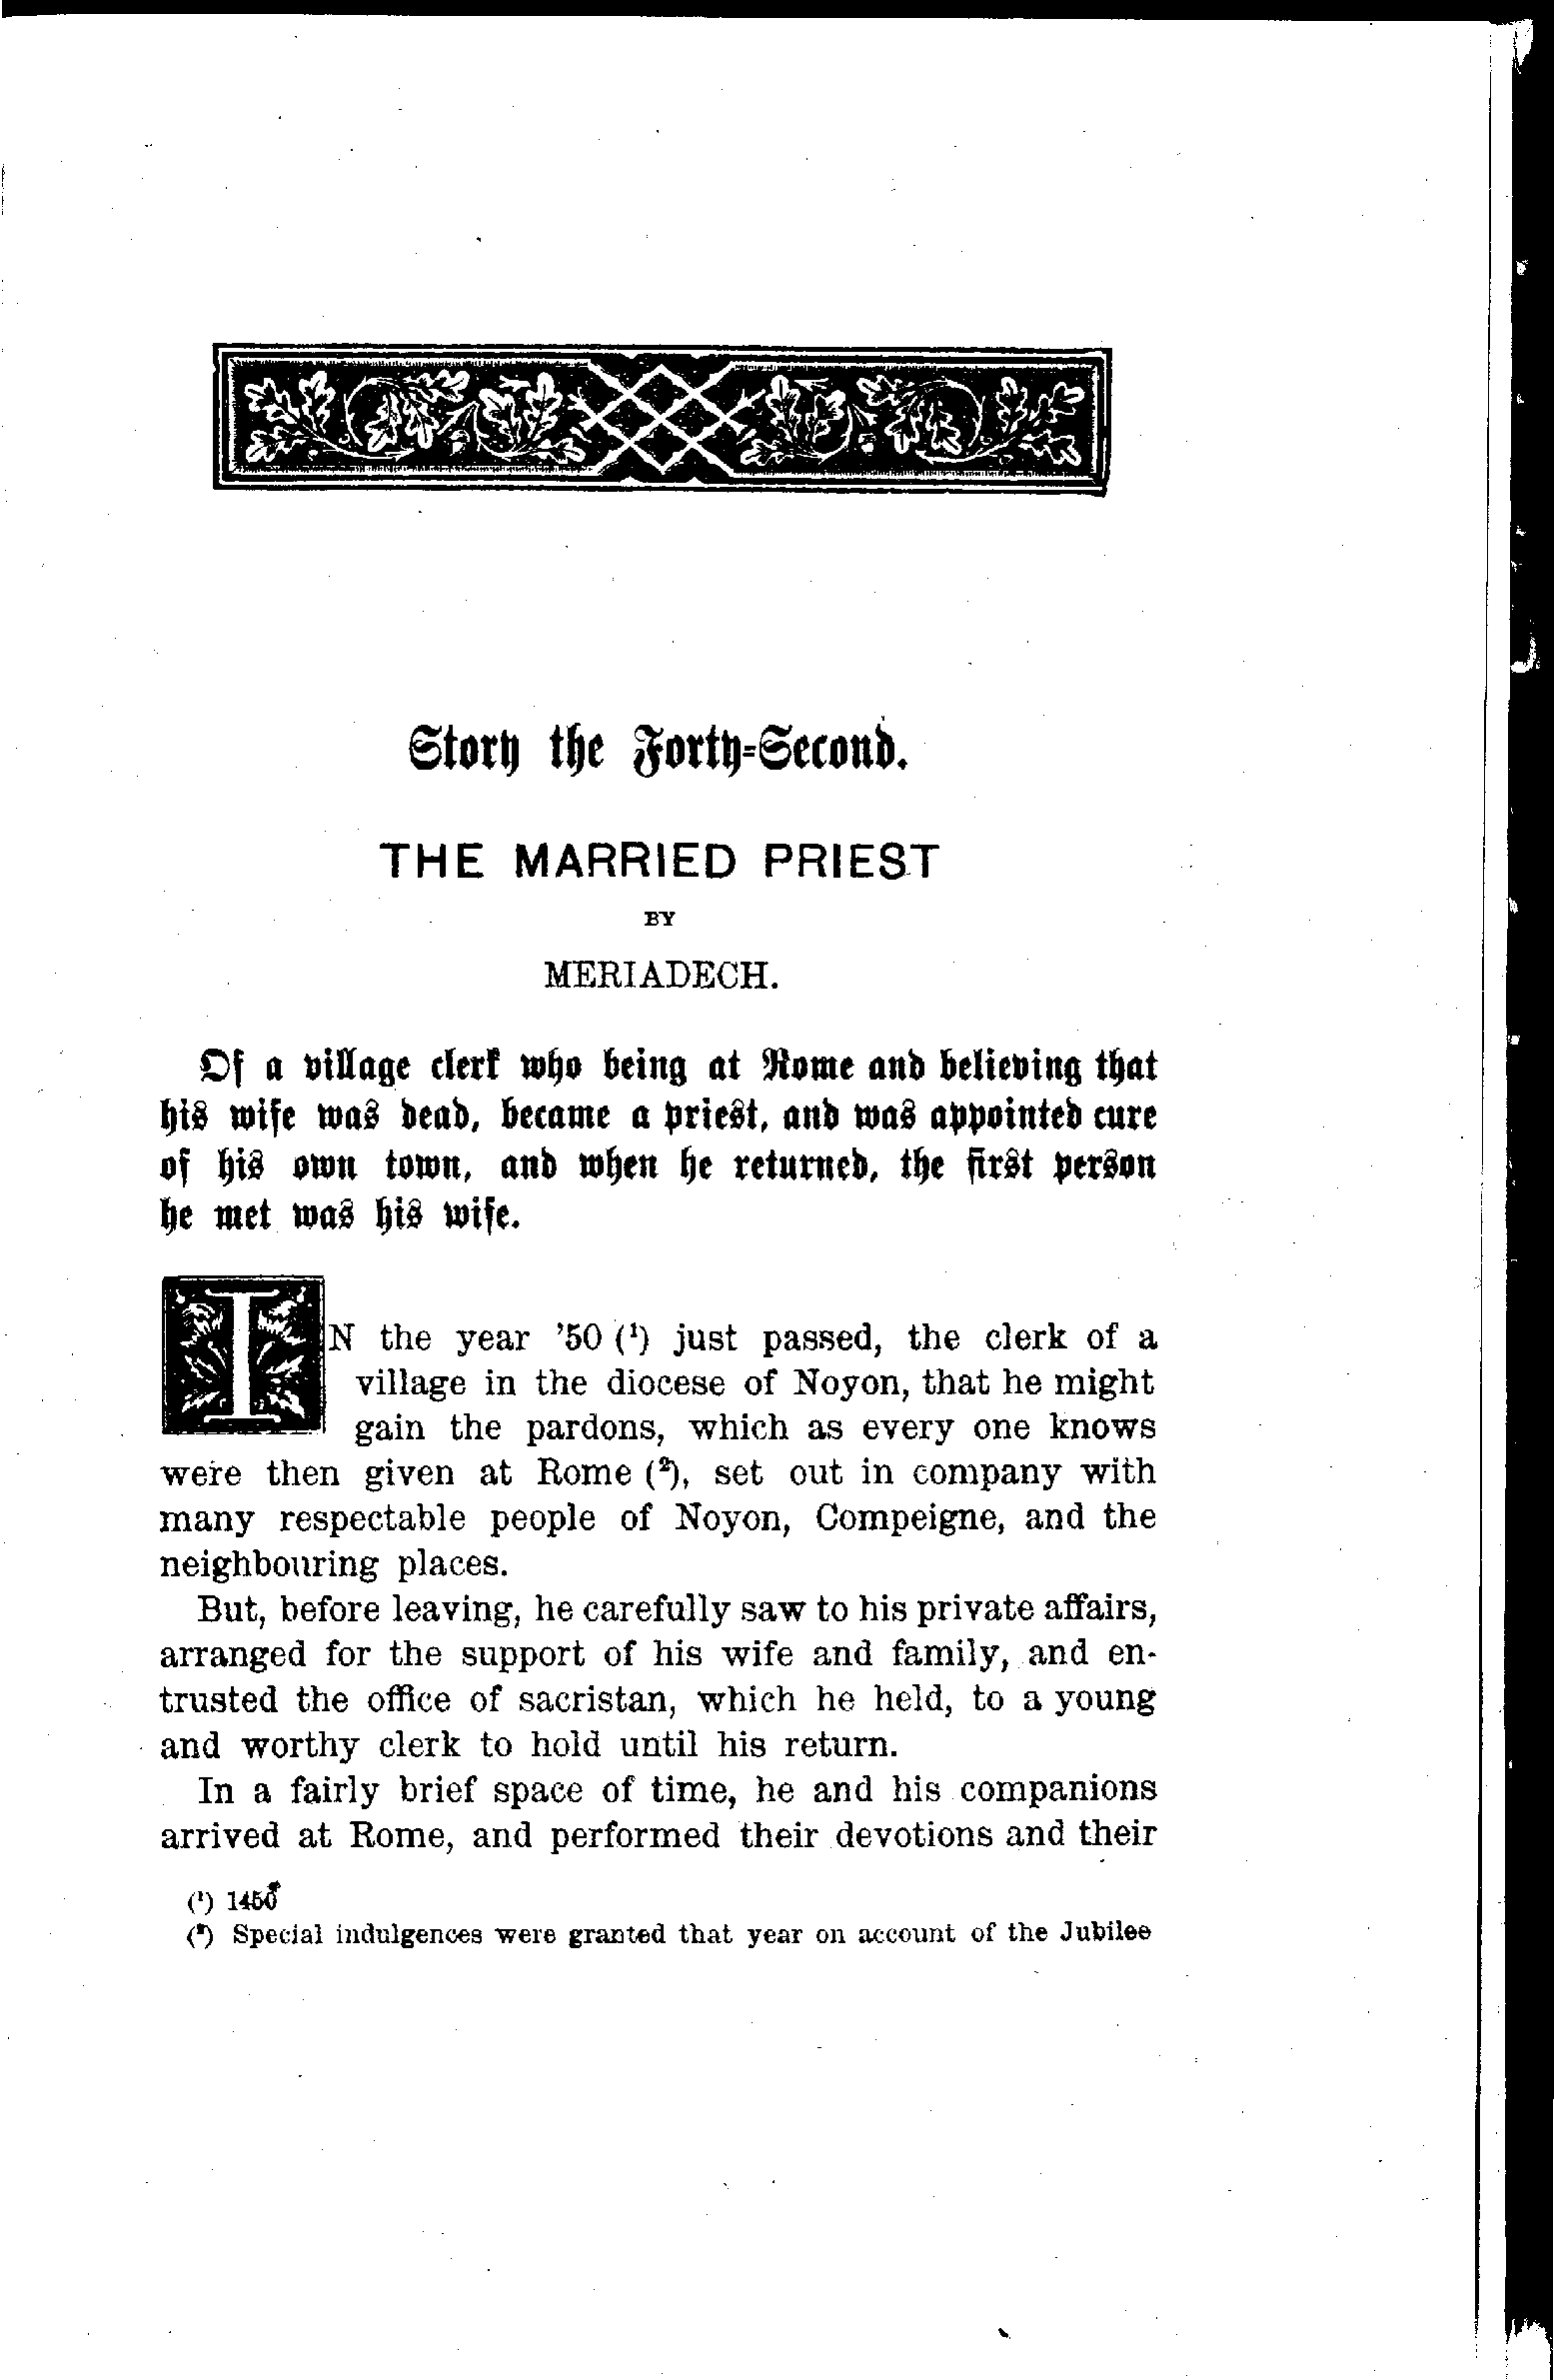 Story the Forty-Second.
THE MARRIED PRIEST
BY
MERIADECH.
Of a village clerk who being at Rome and believing that
his wife was dead, became a priest, and was appointed cure
of his own town, and when he returned, the first person
he met was his wife.
IN the year '50 (¹) just passed, the clerk of a
village in the diocese of Noyon, that he might
gain the pardons, which as every one knows
were then given at Rome (²), set out in company with
many respectable people of Noyon, Compeigne, and the
neighbouring places.
But, before leaving, he carefully saw to his private affairs,
arranged for the support of his wife and family, and en-
trusted the office of sacristan, which he held, to a young
and worthy clerk to hold until his return.
In a fairly brief space of time, he and his companions
arrived at Rome, and performed their devotions and their
(¹) 1450
(²) Special indulgences were granted that year on account of the Jubilee